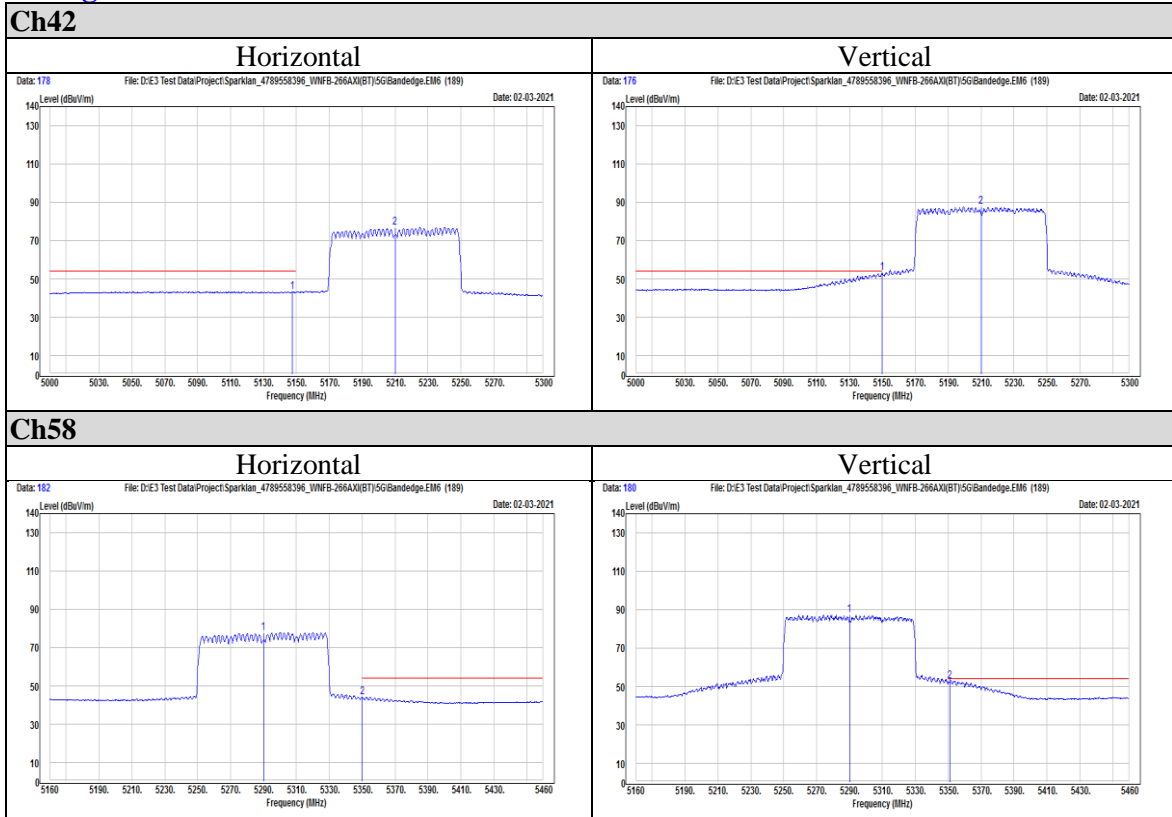 Ch42
Horizontal
Vertical
Data: 178 File: D:\E3 Test Data\Project\Sparklan_4789558396_WNFB-266AXI(BT)\5G\Bandedge.EM6 (189)
140 Level (dBuV/m) Date: 02-03-2021
130
110
90
2
70
50
1
30
10
0
5000 5030. 5050. 5070. 5090. 5110. 5130. 5150. 5170. 5190. 5210. 5230. 5250. 5270. 5300
Frequency (MHz)
Data: 176 File: D:\E3 Test Data\Project\Sparklan_4789558396_WNFB-266AXI(BT)\5G\Bandedge.EM6 (189)
140 Level (dBuV/m) Date: 02-03-2021
130
110
90
2
70
1
50
30
10
0
5000 5030. 5050. 5070. 5090. 5110. 5130. 5150. 5170. 5190. 5210. 5230. 5250. 5270. 5300
Frequency (MHz)
Ch58
Horizontal
Vertical
Data: 182 File: D:\E3 Test Data\Project\Sparklan_4789558396_WNFB-266AXI(BT)\5G\Bandedge.EM6 (189)
140 Level (dBuV/m) Date: 02-03-2021
130
110
90
1
70
50
2
30
10
0
5160 5190. 5210. 5230. 5250. 5270. 5290. 5310. 5330. 5350. 5370. 5390. 5410. 5430. 5460
Frequency (MHz)
Data: 180 File: D:\E3 Test Data\Project\Sparklan_4789558396_WNFB-266AXI(BT)\5G\Bandedge.EM6 (189)
140 Level (dBuV/m) Date: 02-03-2021
130
110
90
1
70
2
50
30
10
0
5160 5190. 5210. 5230. 5250. 5270. 5290. 5310. 5330. 5350. 5370. 5390. 5410. 5430. 5460
Frequency (MHz)